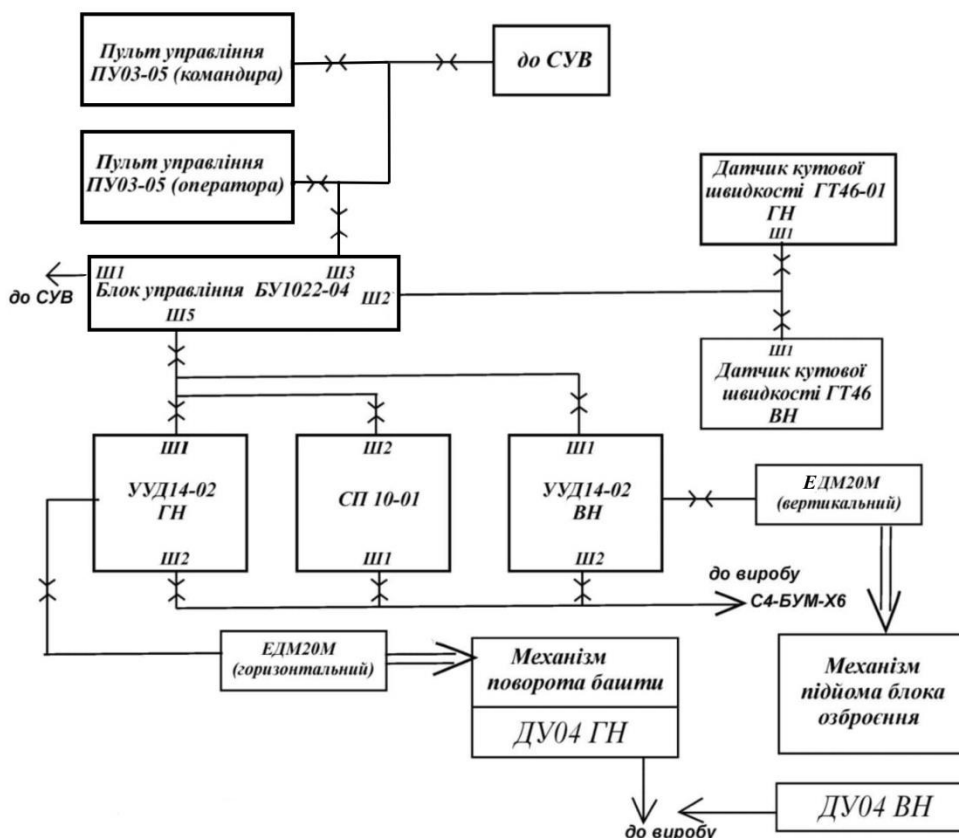 Пульт управління
ПУ03-05 (командира)
до СУВ
Пульт управління
ПУ03-05 (оператора)
Датчик кутової
швидкості ГТ46-01
ГН
Ш1
Ш1
Ш3
Блок управління БУ1022-04
Ш2
Ш5
до СУВ
Ш1
Датчик кутової
швидкості ГТ46
ВН
Ш1
УУД14-02
ГН
Ш2
Ш2
СП 10-01
Ш1
Ш1
УУД14-02
ВН
Ш2
ЕДМ20М
(вертикальний)
до виробу
С4-БУМ-Х6
ЕДМ20М
(горизонтальний)
Механізм
поворота башти
ДУ04 ГН
Механізм
підйома блока
озброєння
ДУ04 ВН
до виробу